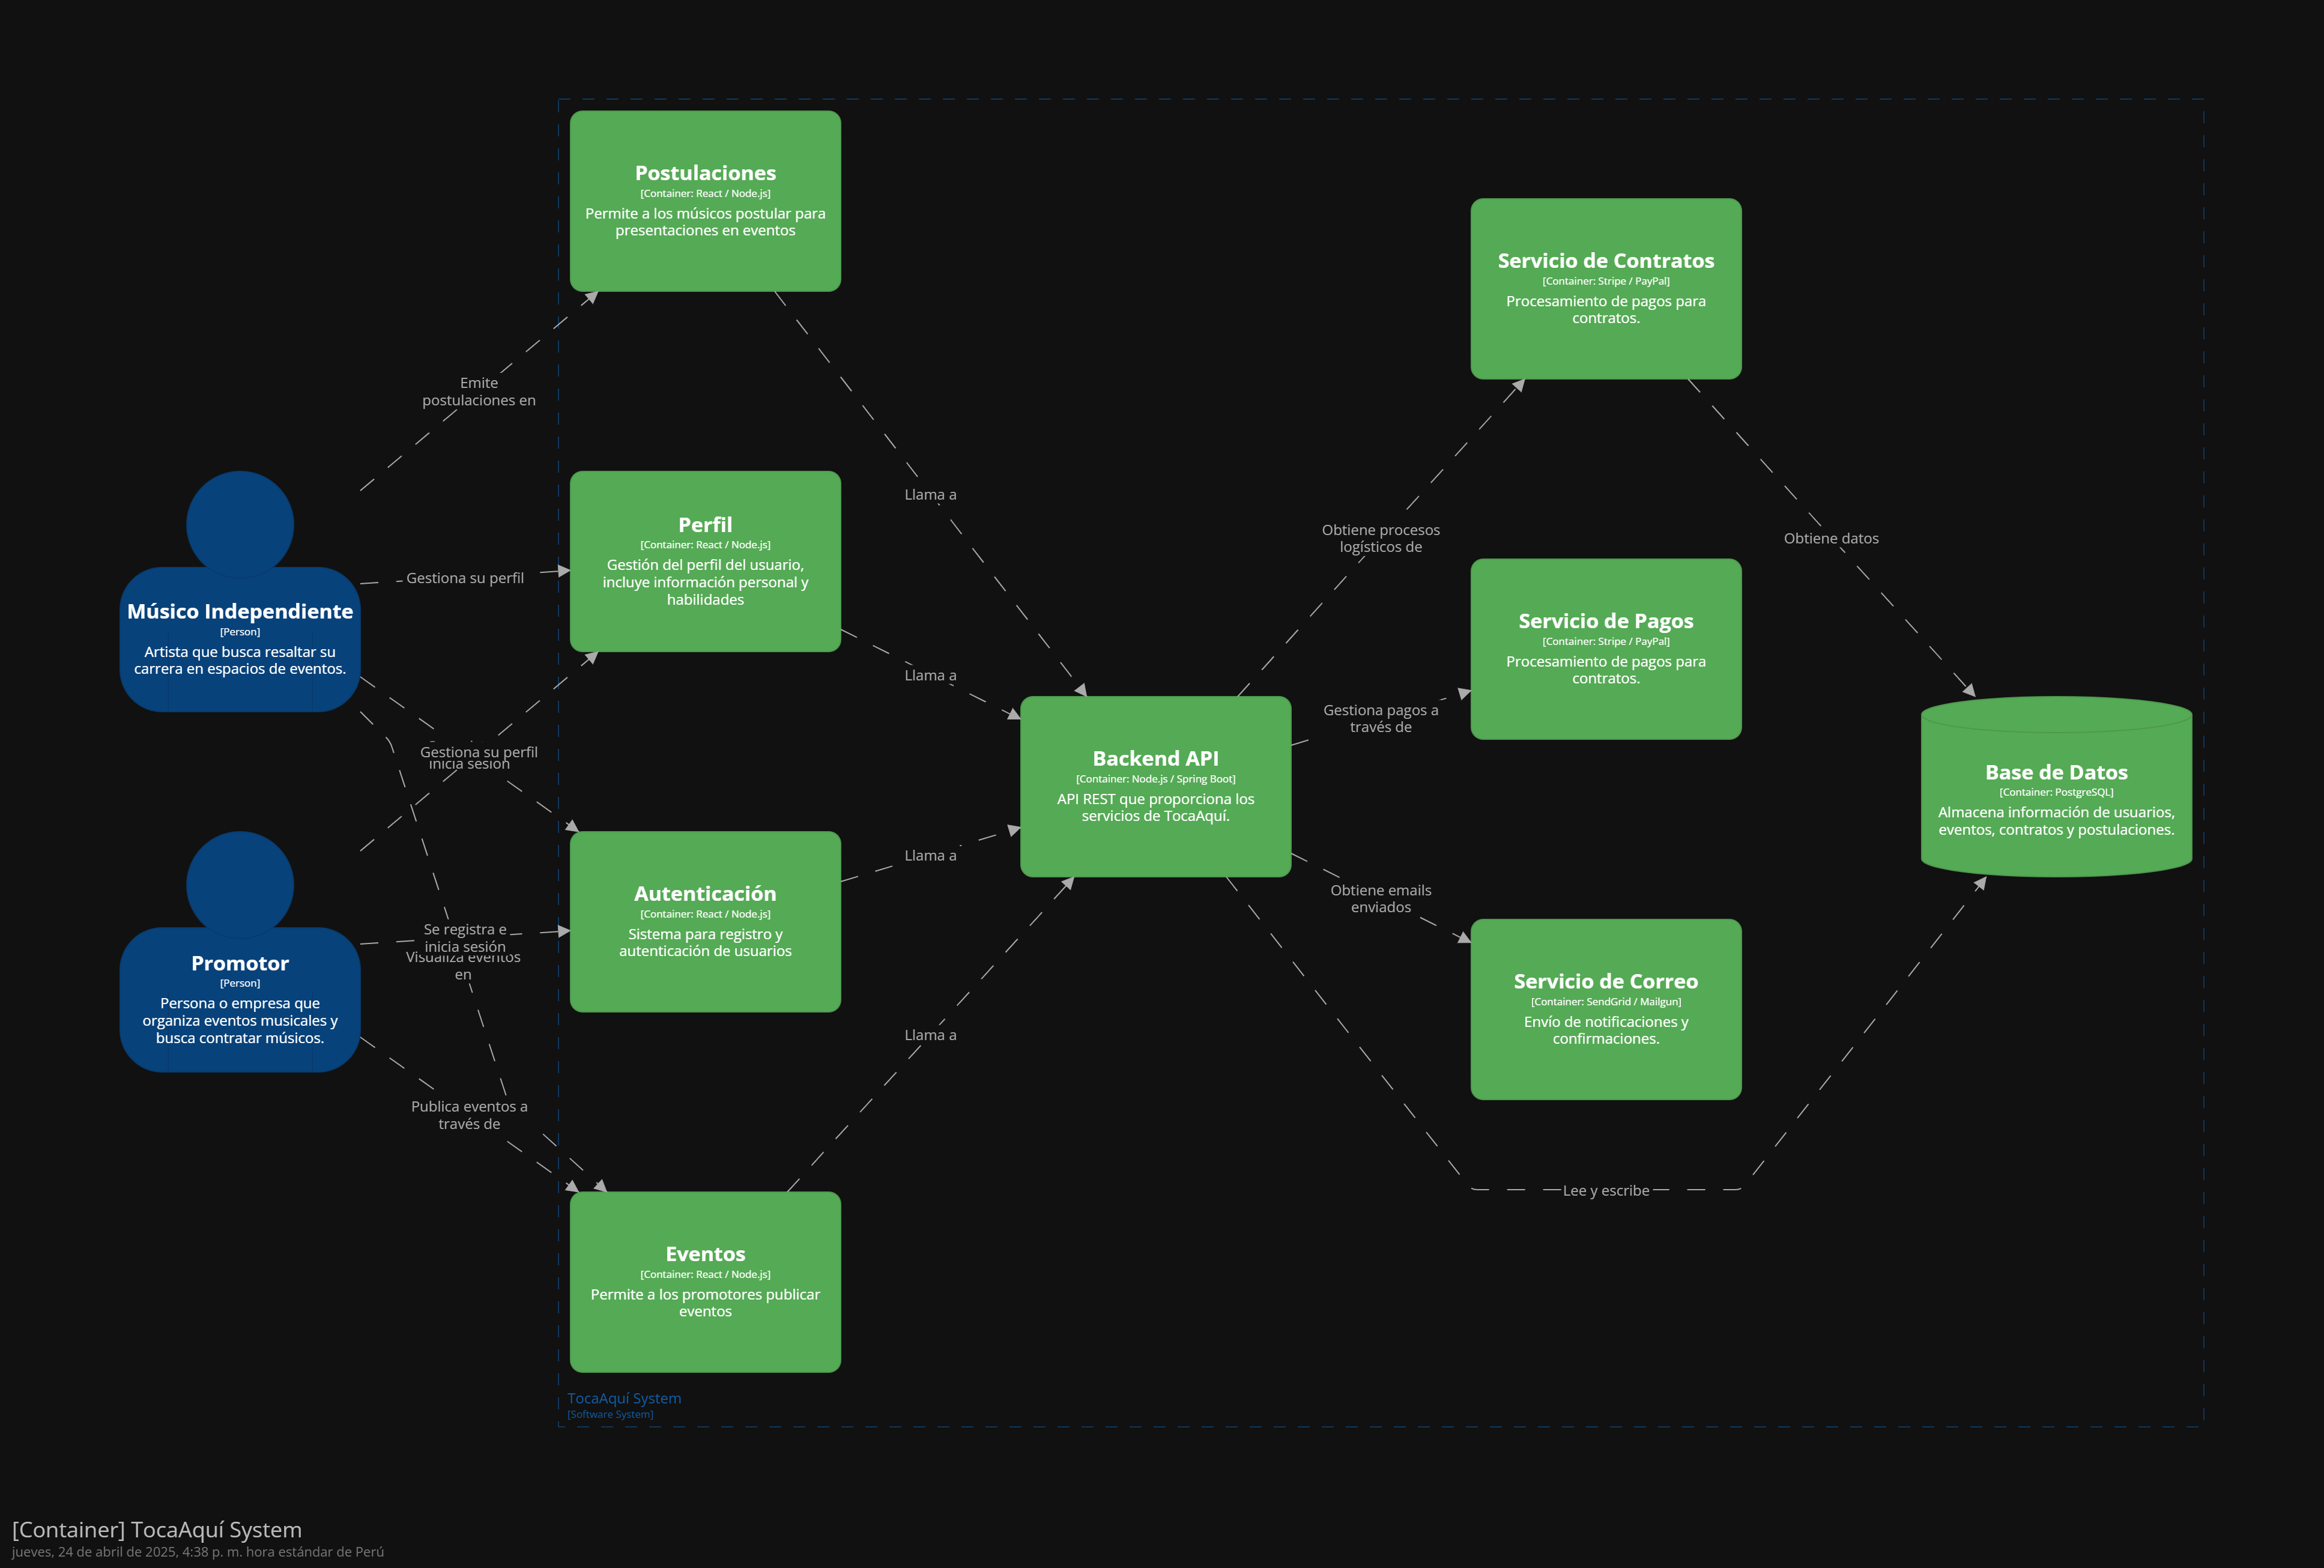 Postulaciones
[Container: React / Node.js]
Permite a los músicos postular para
presentaciones en eventos
Servicio de Contratos
[Container: Stripe / PayPal]
Procesamiento de pagos para
contratos.
Emite
postulaciones en
Llama a
Obtiene procesos
logísticos de
Obtiene datos
Perfil
[Container: React / Node.js]
Gestión del perfil del usuario,
incluye información personal y
habilidades
Gestiona su perfil
Músico Independiente
[Person]
Artista que busca resaltar su
carrera en espacios de eventos.
Llama a
Servicio de Pagos
[Container: Stripe / PayPal]
Procesamiento de pagos para
contratos.
Gestiona pagos a
través de
Gestiona su perfil
inicia sesión
Backend API
[Container: Node.js / Spring Boot]
API REST que proporciona los
servicios de TocaAquí.
Base de Datos
[Container: PostgreSQL]
Almacena información de usuarios,
eventos, contratos y postulaciones.
Llama a
Obtiene emails
enviados
Autenticación
[Container: React / Node.js]
Sistema para registro y
autenticación de usuarios
Se registra e
inicia sesión
Visualiza eventos
en
Promotor
[Person]
Persona o empresa que
organiza eventos musicales y
busca contratar músicos.
Servicio de Correo
[Container: SendGrid / Mailgun]
Envío de notificaciones y
confirmaciones.
Llama a
Publica eventos a
través de
Lee y escribe
Eventos
[Container: React / Node.js]
Permite a los promotores publicar
eventos
TocaAquí System
[Software System]
[Container] TocaAquí System
jueves, 24 de abril de 2025, 4:38 p. m. hora estándar de Perú